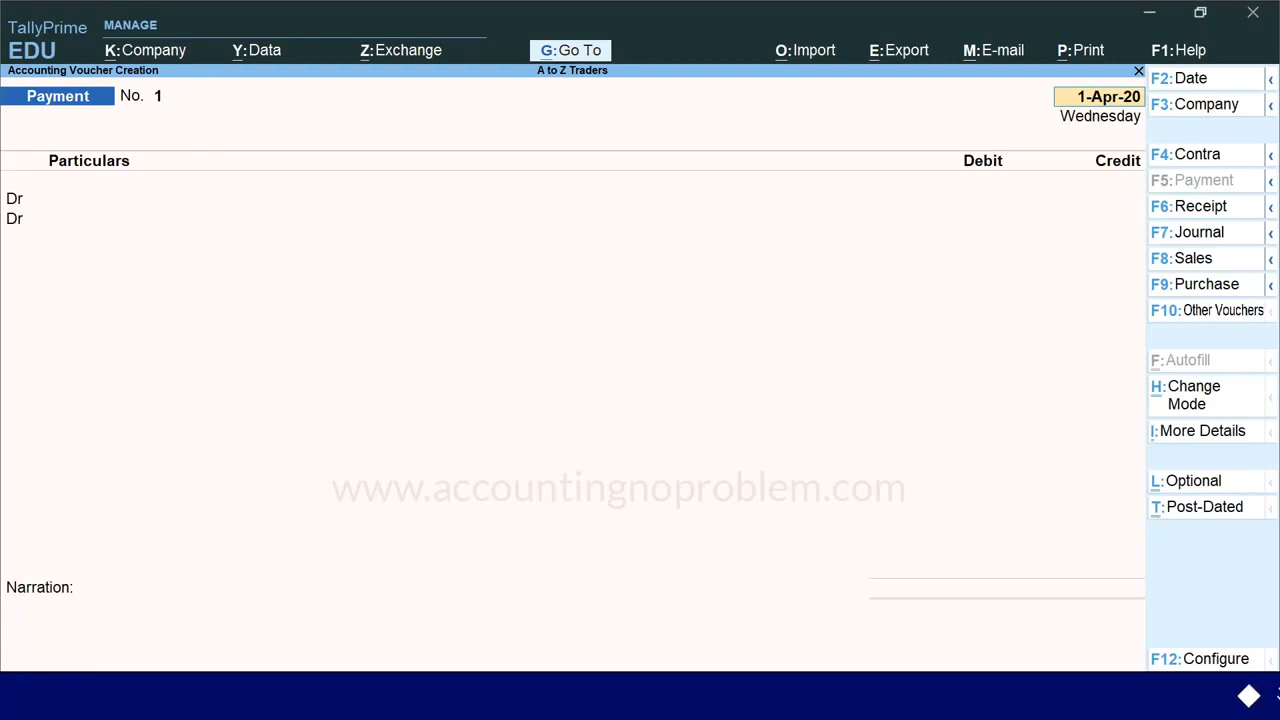 TallyPrime
MANAGE
EDU
K:Company Y:Data Z:Exchange G:Go To O:Import E:Export M:E-mail P:Print F1:Help
Accounting Voucher Creation A to Z Traders
Payment No. 1 1-Apr-20
Wednesday
Particulars Debit Credit
Dr
Dr
www.accountingnoproblem.com
Narration:
F2:Date
F3:Company
F4:Contra
F5:Payment
F6:Receipt
F7:Journal
F8:Sales
F9:Purchase
F10:Other Vouchers
F:Autofill
H:Change
Mode
I:More Details
L:Optional
T:Post-Dated
F12:Configure